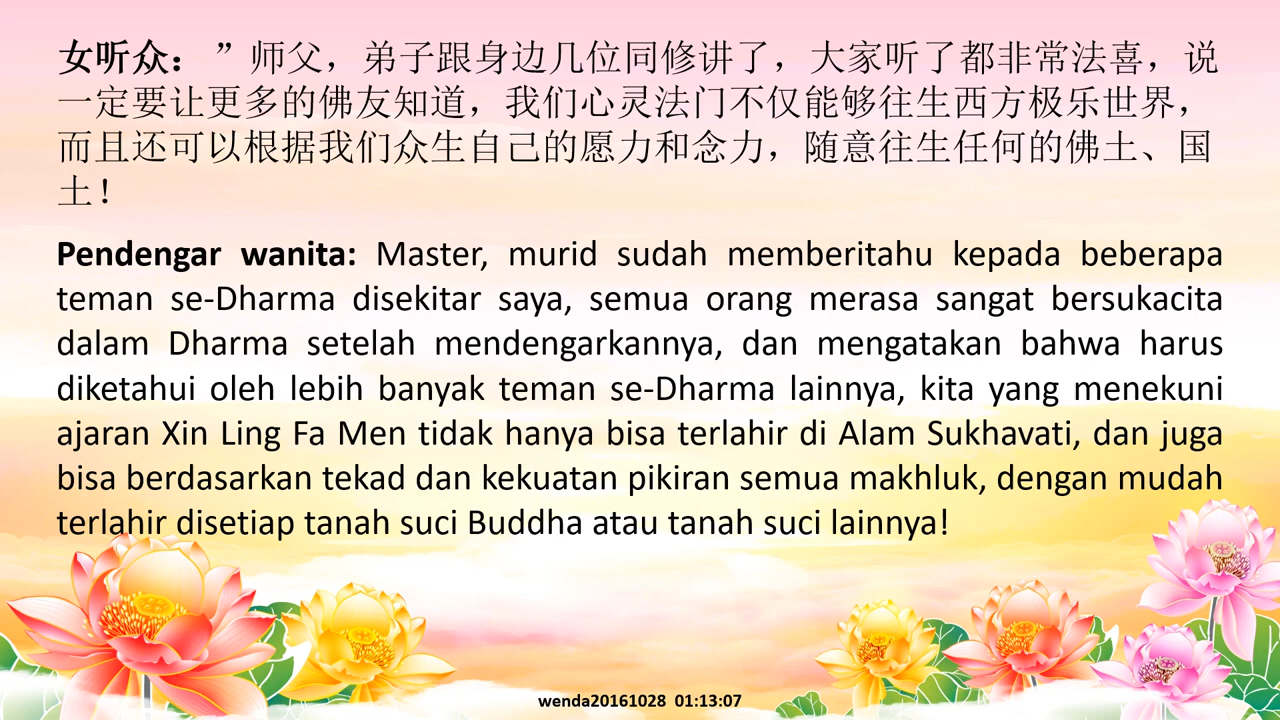 女听众： ”师父，弟子跟身边几位同修讲了，大家听了都非常法喜，说
一定要让更多的佛友知道，我们心灵法门不仅能够往生西方极乐世界，
而且还可以根据我们众生自己的愿力和念力，随意往生任何的佛土、国
土！
Pendengar wanita: Master, murid sudah memberitahu kepada beberapa
teman se-Dharma disekitar saya, semua orang merasa sangat bersukacita
dalam Dharma setelah mendengarkannya, dan mengatakan bahwa harus
diketahui oleh lebih banyak teman se-Dharma lainnya, kita yang menekuni
ajaran Xin Ling Fa Men tidak hanya bisa terlahir di Alam Sukhavati, dan juga
bisa berdasarkan tekad dan kekuatan pikiran semua makhluk, dengan mudah
terlahir disetiap tanah suci Buddha atau tanah suci lainnya!
wenda20161028 01:13:07